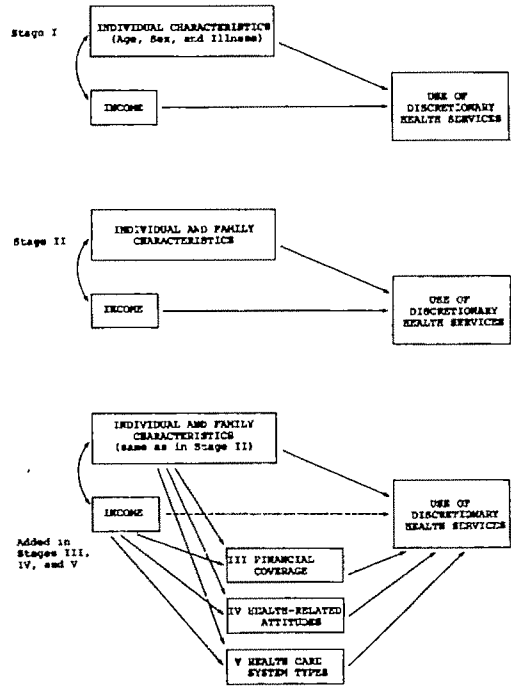 Stage I
INDIVIDUAL CHARACTERISTICS
(Age, Sex, and Illness)
INCOME
USE OF
DISCRETIONARY
HEALTH SERVICES
Stage II
INDIVIDUAL AND FAMILY
CHARACTERISTICS
INCOME
USE OF
DISCRETIONARY
HEALTH SERVICES
INDIVIDUAL AND FAMILY
CHARACTERISTICS
(same as in Stage II)
INCOME
USE OF
DISCRETIONARY
HEALTH SERVICES
Added in
Stages III,
IV, and V
III FINANCIAL
COVERAGE
IV HEALTH-RELATED
ATTITUDES
V HEALTH CARE
SYSTEM TYPES